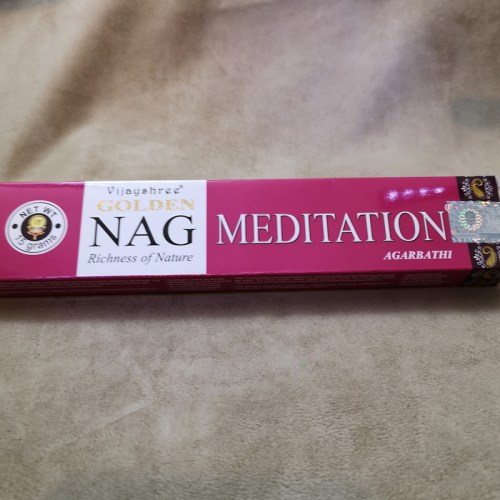 NET WT
15 grams
Vijayshree®
GOLDEN
NAG
Richness of Nature
MEDITATION
AGARBATHI